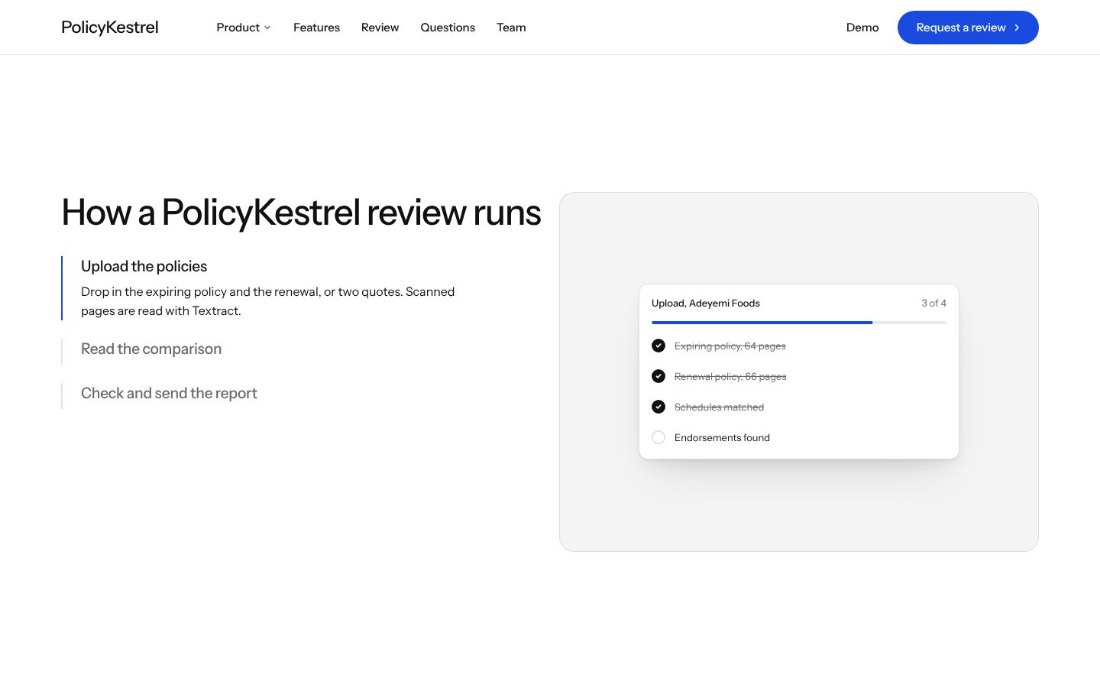 PolicyKestrel
Product
Features
Review
Questions
Team
Demo
Request a review
How a PolicyKestrel review runs
Upload the policies
Drop in the expiring policy and the renewal, or two quotes. Scanned
pages are read with Textract.
Read the comparison
Check and send the report
Upload, Adeyemi Foods
3 of 4
Expiring policy, 64 pages
Renewal policy, 66 pages
Schedules matched
Endorsements found